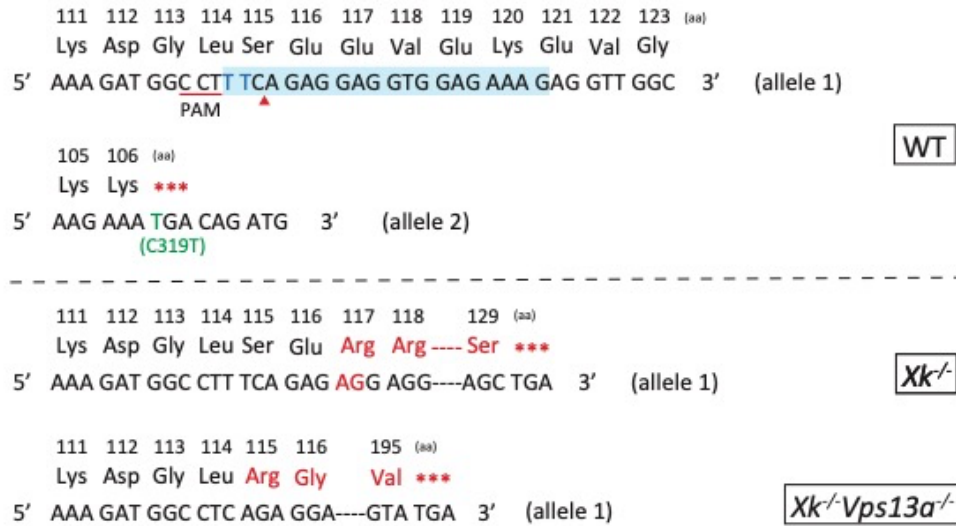 111 112 113 114 115 116 117 118 119 120 121 122 123 (aa)
Lys Asp Gly Leu Ser Glu Glu Val Glu Lys Glu Val Gly
5’ AAA GAT GGC CTT TCA GAG GAG GTG GAG AAA GAG GTT GGC 3’ (allele 1)
PAM
WT
105 106 (aa)
Lys Lys ***
5’ AAG AAA TGA CAG ATG 3’ (allele 2)
(C319T)
111 112 113 114 115 116 117 118 129 (aa)
Lys Asp Gly Leu Ser Glu Arg Arg ---- Ser ***
5’ AAA GAT GGC CTT TCA GAG AGG AGG----AGC TGA 3’ (allele 1)
Xk-/-
111 112 113 114 115 116 195 (aa)
Lys Asp Gly Leu Arg Gly Val ***
5’ AAA GAT GGC CTC AGA GGA----GTA TGA 3’ (allele 1)
Xk-/-Vps13a-/-